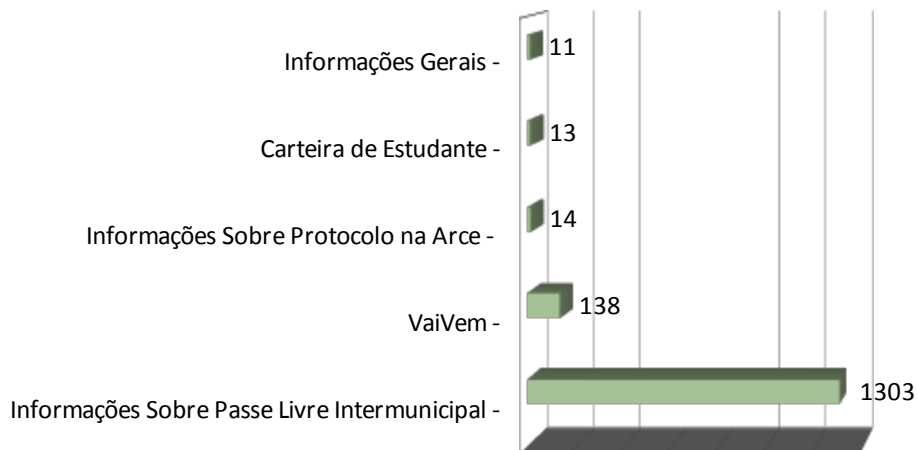 Informações Gerais - 11
Carteira de Estudante - 13
Informações Sobre Protocolo na Arce - 14
VaiVem - 138
Informações Sobre Passe Livre Intermunicipal - 1303